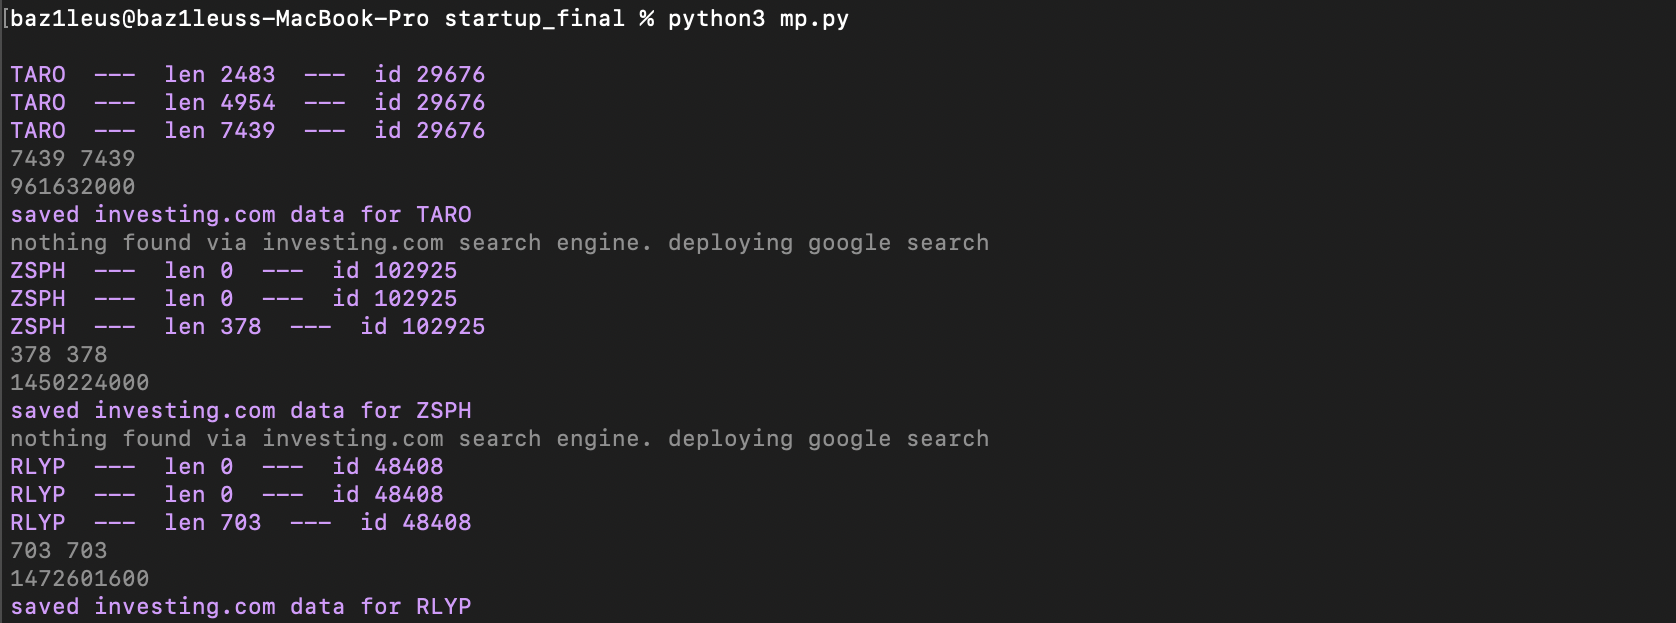 [baz1leus@baz1leuss-MacBook-Pro startup_final % python3 mp.py
TARO  ---  len 2483  ---  id 29676
TARO  ---  len 4954  ---  id 29676
TARO  ---  len 7439  ---  id 29676
7439 7439
961632000
saved investing.com data for TARO
nothing found via investing.com search engine. deploying google search
ZSPH  ---  len 0  ---  id 102925
ZSPH  ---  len 0  ---  id 102925
ZSPH  ---  len 378  ---  id 102925
378 378
1450224000
saved investing.com data for ZSPH
nothing found via investing.com search engine. deploying google search
RLYP  ---  len 0  ---  id 48408
RLYP  ---  len 0  ---  id 48408
RLYP  ---  len 703  ---  id 48408
703 703
1472601600
saved investing.com data for RLYP